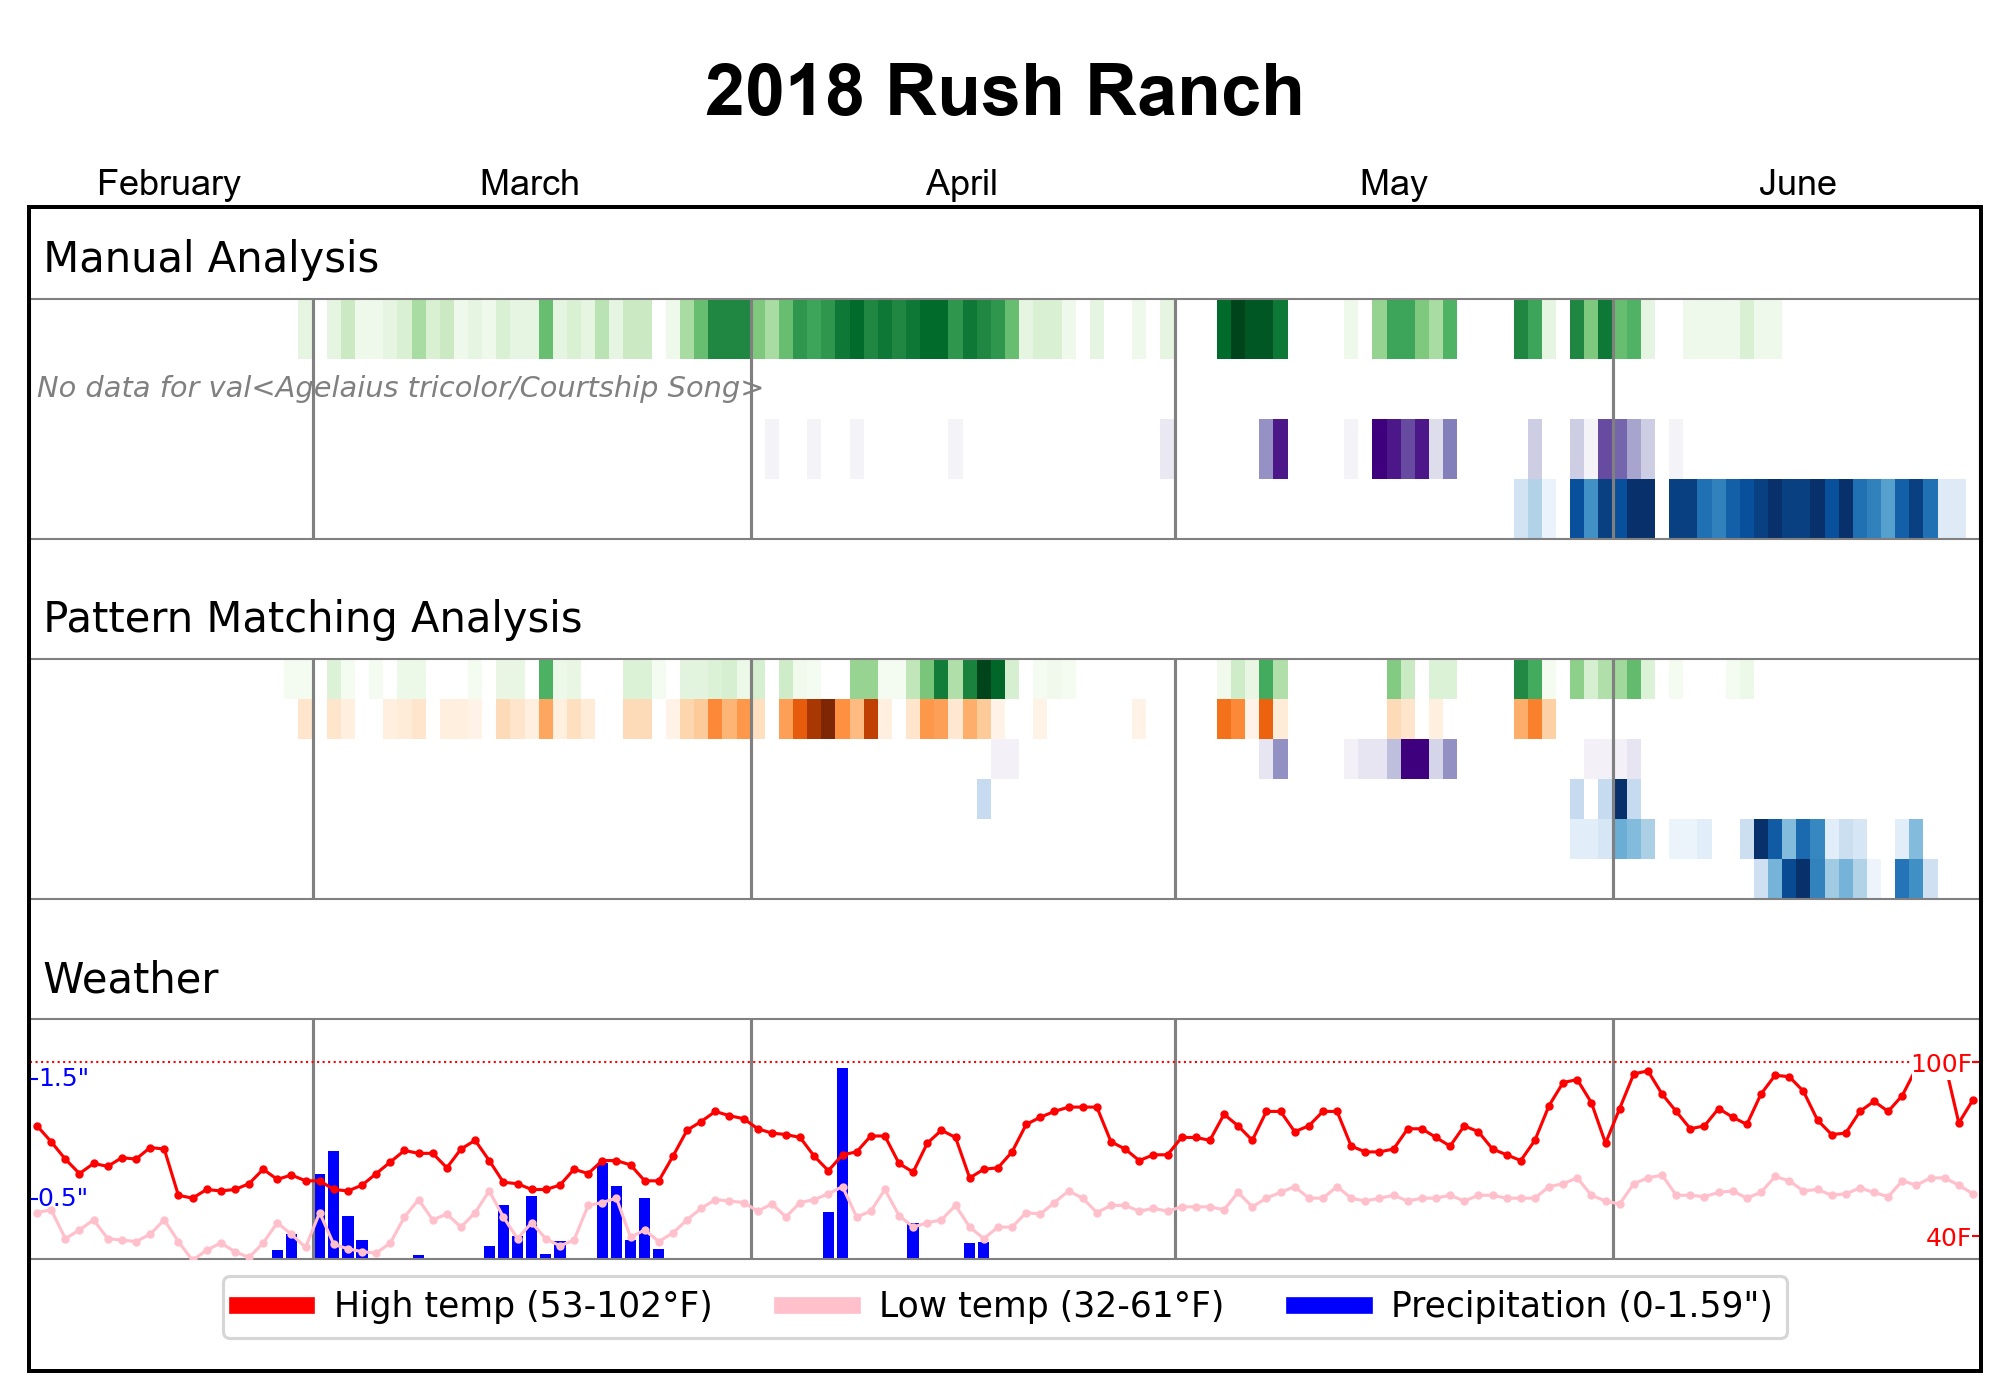 2018 Rush Ranch
February March April May June
Manual Analysis
No data for val<Agelaius tricolor/Courtship Song>
Pattern Matching Analysis
Weather
100F
1.5"
0.5"
40F
High temp (53-102°F) Low temp (32-61°F) Precipitation (0-1.59")